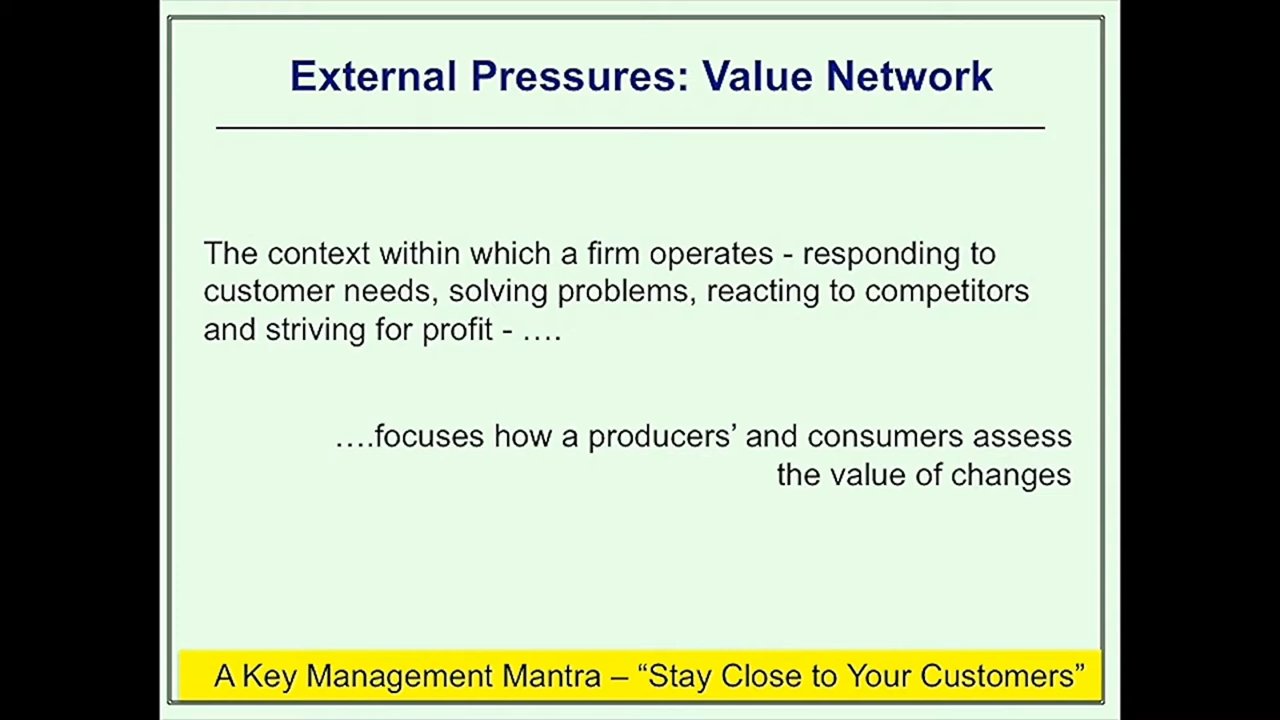 External Pressures: Value Network
The context within which a firm operates - responding to
customer needs, solving problems, reacting to competitors
and striving for profit - ….
….focuses how a producers’ and consumers assess
the value of changes
A Key Management Mantra – “Stay Close to Your Customers”